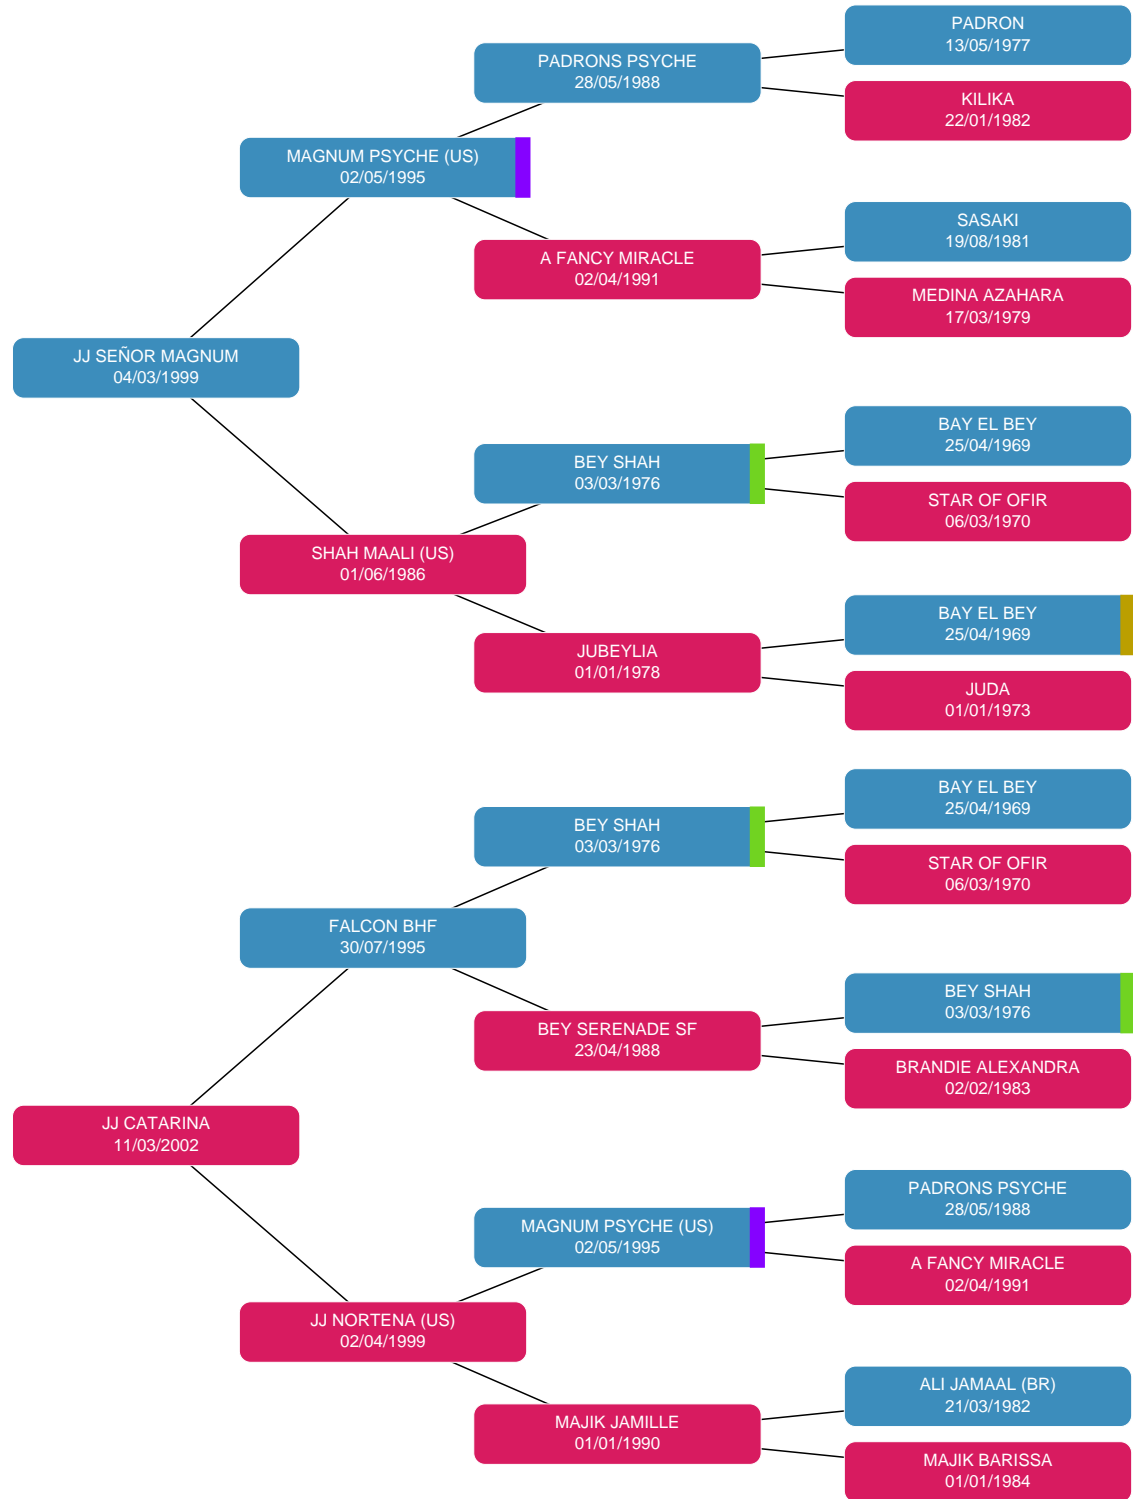 PADRON
13/05/1977
PADRONS PSYCHE
28/05/1988
KILIKA
22/01/1982
MAGNUM PSYCHE (US)
02/05/1995
SASAKI
19/08/1981
A FANCY MIRACLE
02/04/1991
MEDINA AZAHARA
17/03/1979
JJ SEÑOR MAGNUM
04/03/1999
BAY EL BEY
25/04/1969
BEY SHAH
03/03/1976
STAR OF OFIR
06/03/1970
SHAH MAALI (US)
01/06/1986
BAY EL BEY
25/04/1969
JUBEYLIA
01/01/1978
JUDA
01/01/1973
BAY EL BEY
25/04/1969
BEY SHAH
03/03/1976
STAR OF OFIR
06/03/1970
FALCON BHF
30/07/1995
BEY SHAH
03/03/1976
BEY SERENADE SF
23/04/1988
BRANDIE ALEXANDRA
02/02/1983
JJ CATARINA
11/03/2002
PADRONS PSYCHE
28/05/1988
MAGNUM PSYCHE (US)
02/05/1995
A FANCY MIRACLE
02/04/1991
JJ NORTENA (US)
02/04/1999
ALI JAMAAL (BR)
21/03/1982
MAJIK JAMILLE
01/01/1990
MAJIK BARISSA
01/01/1984